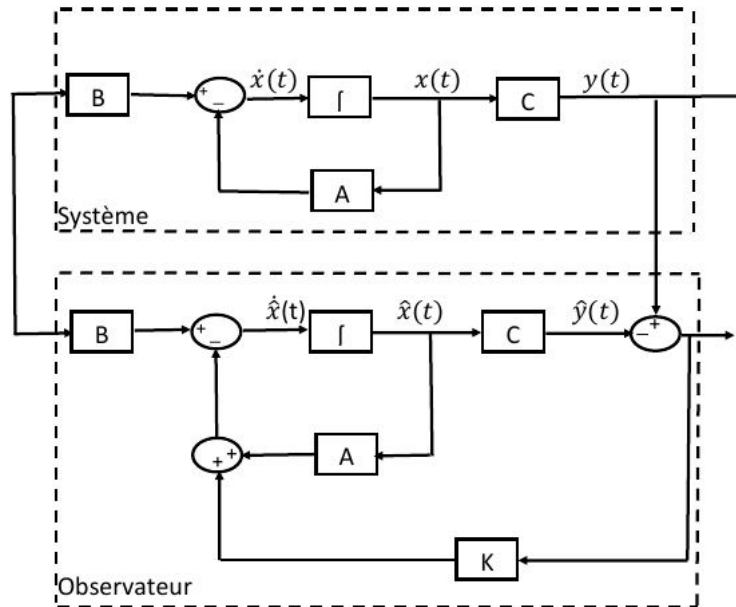 B + − ẋ(t) ∫ x(t) C y(t)
A
Système
B + − x̂̇(t) ∫ x̂(t) C ŷ(t) − +
+ + A
K
Observateur